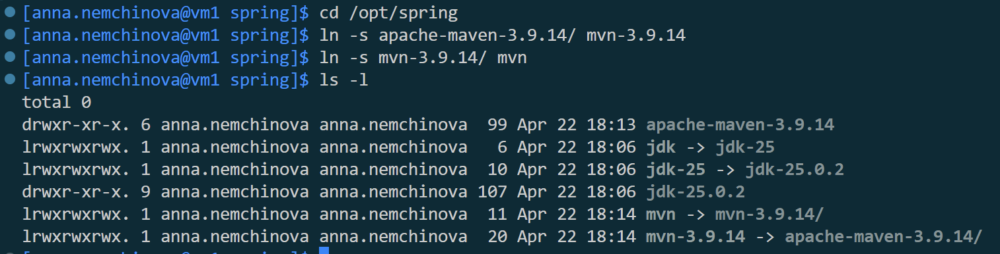 [anna.nemchinova@vm1 spring]$ cd /opt/spring
[anna.nemchinova@vm1 spring]$ ln -s apache-maven-3.9.14/ mvn-3.9.14
[anna.nemchinova@vm1 spring]$ ln -s mvn-3.9.14/ mvn
[anna.nemchinova@vm1 spring]$ ls -l
total 0
drwxr-xr-x. 6 anna.nemchinova anna.nemchinova  99 Apr 22 18:13 apache-maven-3.9.14
lrwxrwxrwx. 1 anna.nemchinova anna.nemchinova   6 Apr 22 18:06 jdk -> jdk-25
lrwxrwxrwx. 1 anna.nemchinova anna.nemchinova  10 Apr 22 18:06 jdk-25 -> jdk-25.0.2
drwxr-xr-x. 9 anna.nemchinova anna.nemchinova 107 Apr 22 18:06 jdk-25.0.2
lrwxrwxrwx. 1 anna.nemchinova anna.nemchinova  11 Apr 22 18:14 mvn -> mvn-3.9.14/
lrwxrwxrwx. 1 anna.nemchinova anna.nemchinova  20 Apr 22 18:14 mvn-3.9.14 -> apache-maven-3.9.14/